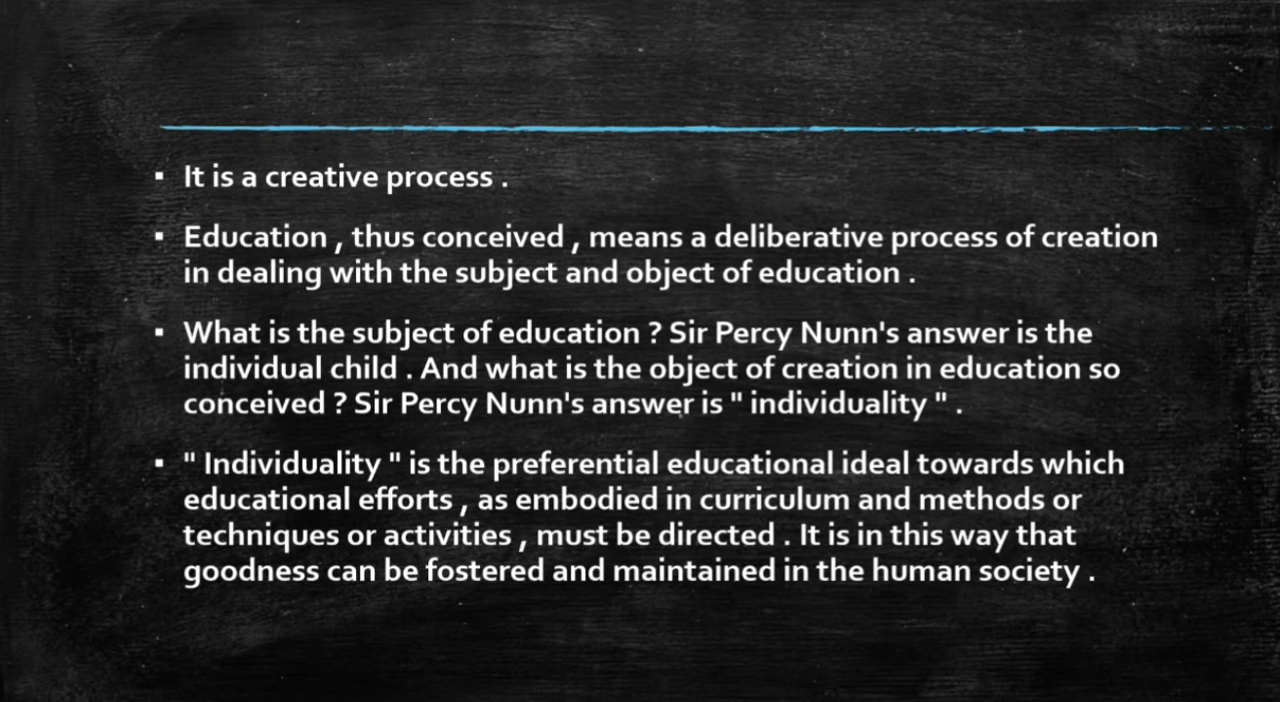 ▪ It is a creative process .
▪ Education , thus conceived , means a deliberative process of creation
in dealing with the subject and object of education .
▪ What is the subject of education ? Sir Percy Nunn's answer is the
individual child . And what is the object of creation in education so
conceived ? Sir Percy Nunn's answer is " individuality " .
▪ " Individuality " is the preferential educational ideal towards which
educational efforts , as embodied in curriculum and methods or
techniques or activities , must be directed . It is in this way that
goodness can be fostered and maintained in the human society .